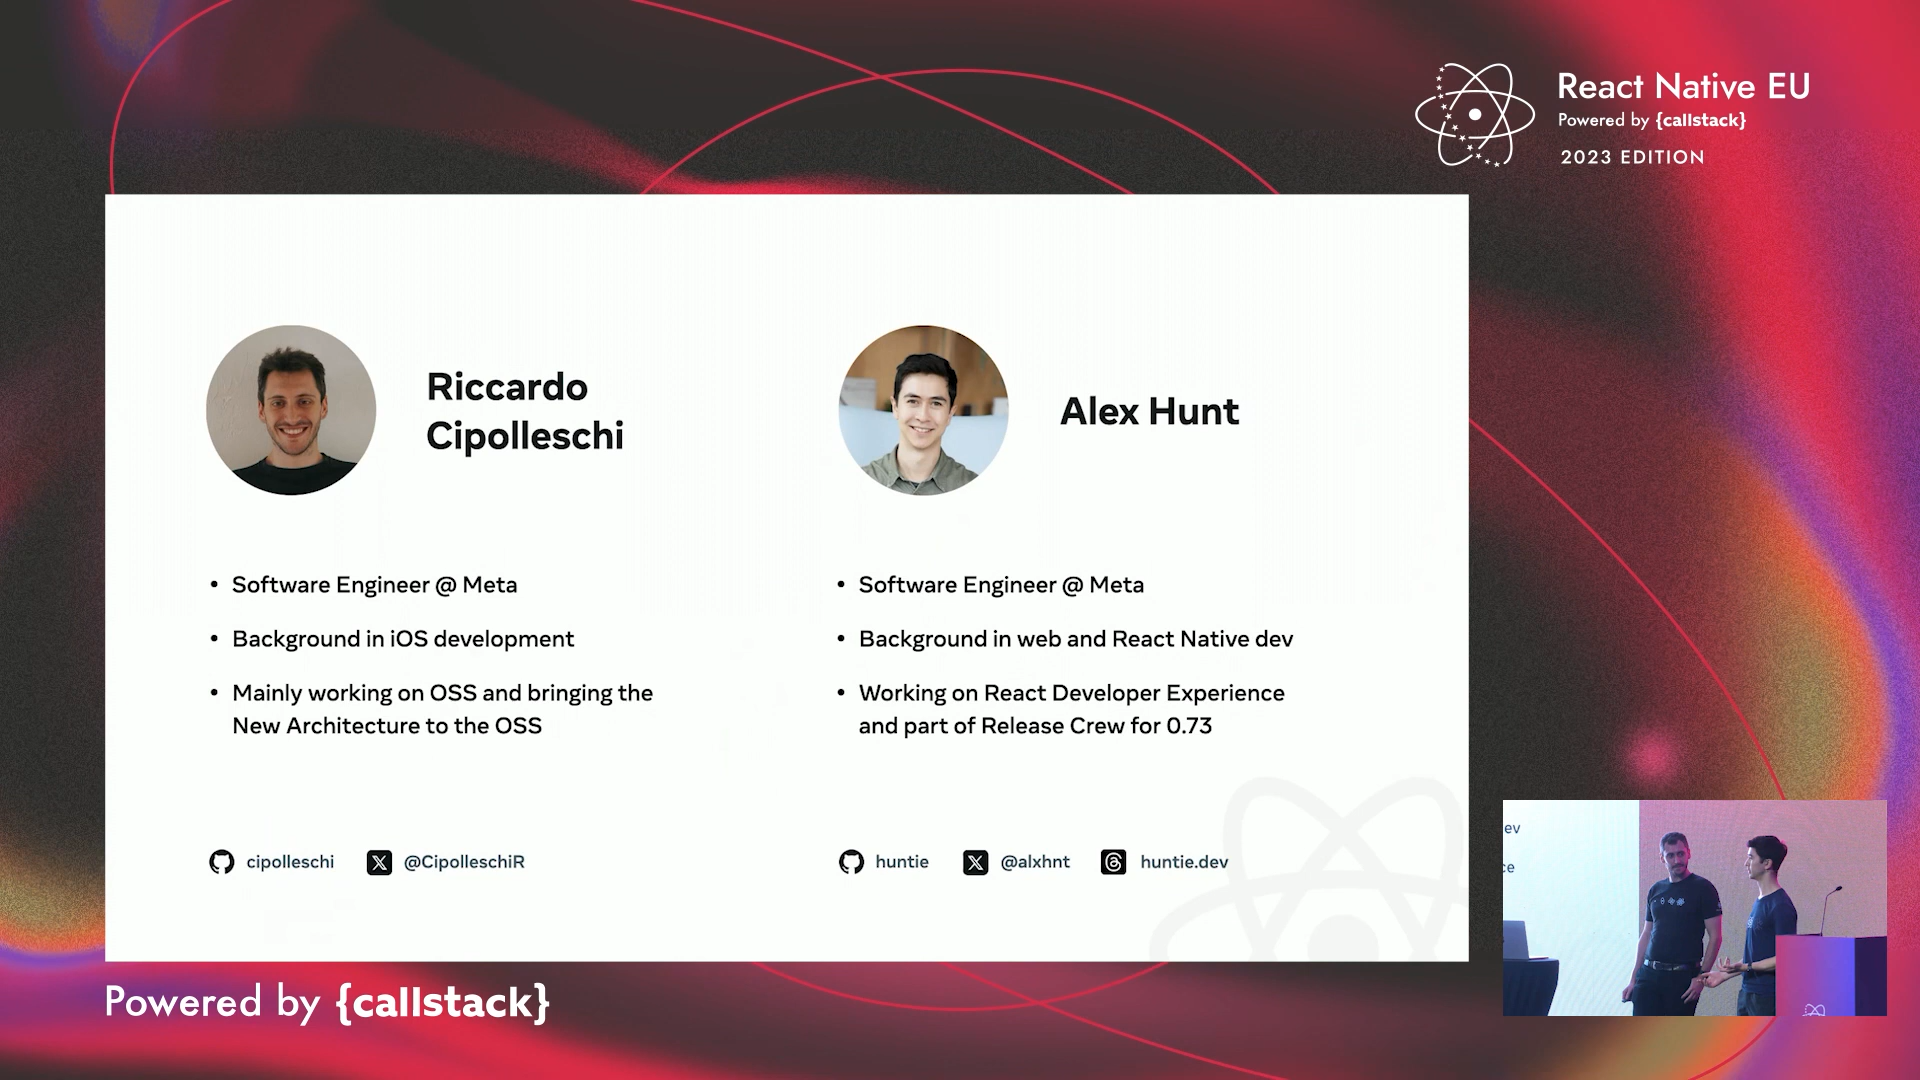 React Native EU
Powered by {callstack}
2023 EDITION
Riccardo
Cipolleschi
• Software Engineer @ Meta
• Background in iOS development
• Mainly working on OSS and bringing the
New Architecture to the OSS
cipolleschi
@CipolleschiR
Alex Hunt
• Software Engineer @ Meta
• Background in web and React Native dev
• Working on React Developer Experience
and part of Release Crew for 0.73
huntie
@alxhnt
huntie.dev
ev
ce
Powered by {callstack}